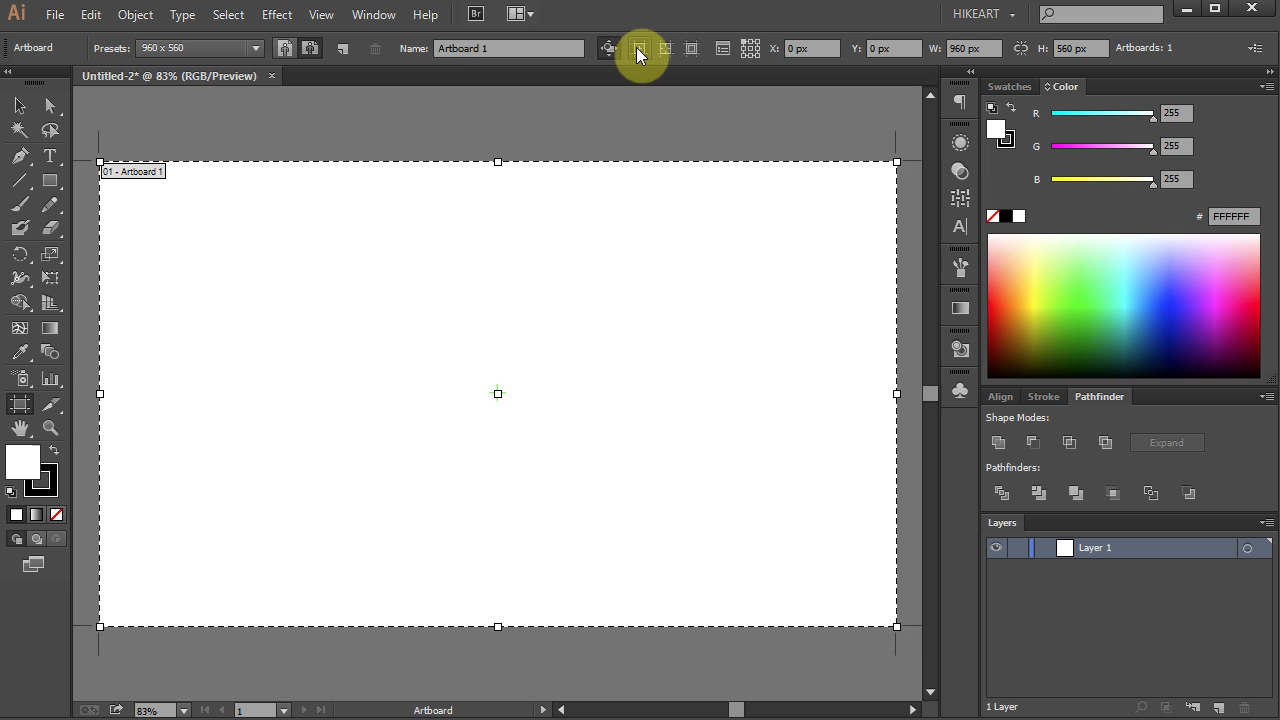 Ai File Edit Object Type Select Effect View Window Help Br HIKEART
Artboard Presets: 960 x 560 Name: Artboard 1 X: 0 px Y: 0 px W: 960 px H: 560 px Artboards: 1
Untitled-2* @ 83% (RGB/Preview)
01 - Artboard 1
Swatches Color
R 255
G 255
B 255
# FFFFFF
Align Stroke Pathfinder
Shape Modes:
Expand
Pathfinders:
Layers
Layer 1
1 Layer
83% 1 Artboard